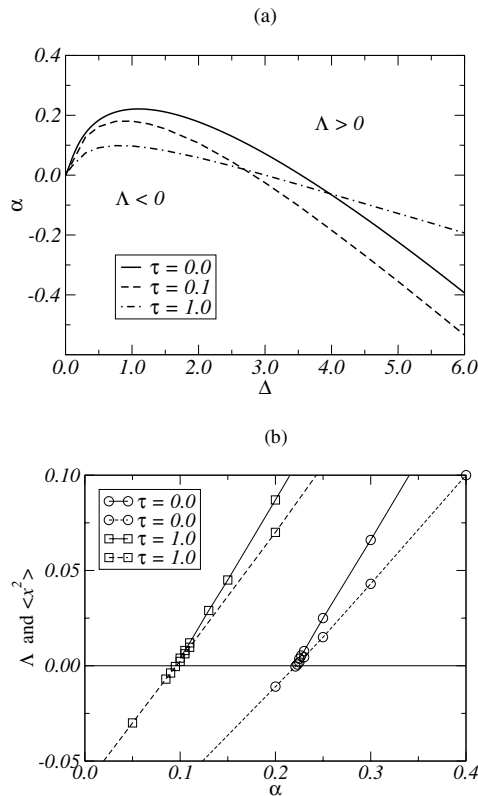 (a)
0.4
0.2
0.0
-0.2
-0.4
α
Λ > 0
Λ < 0
τ = 0.0
τ = 0.1
τ = 1.0
0.0 1.0 2.0 3.0 4.0 5.0 6.0
Δ
(b)
0.10
0.05
0.00
-0.05
Λ and <x²>
τ = 0.0
τ = 0.0
τ = 1.0
τ = 1.0
0.0 0.1 0.2 0.3 0.4
α